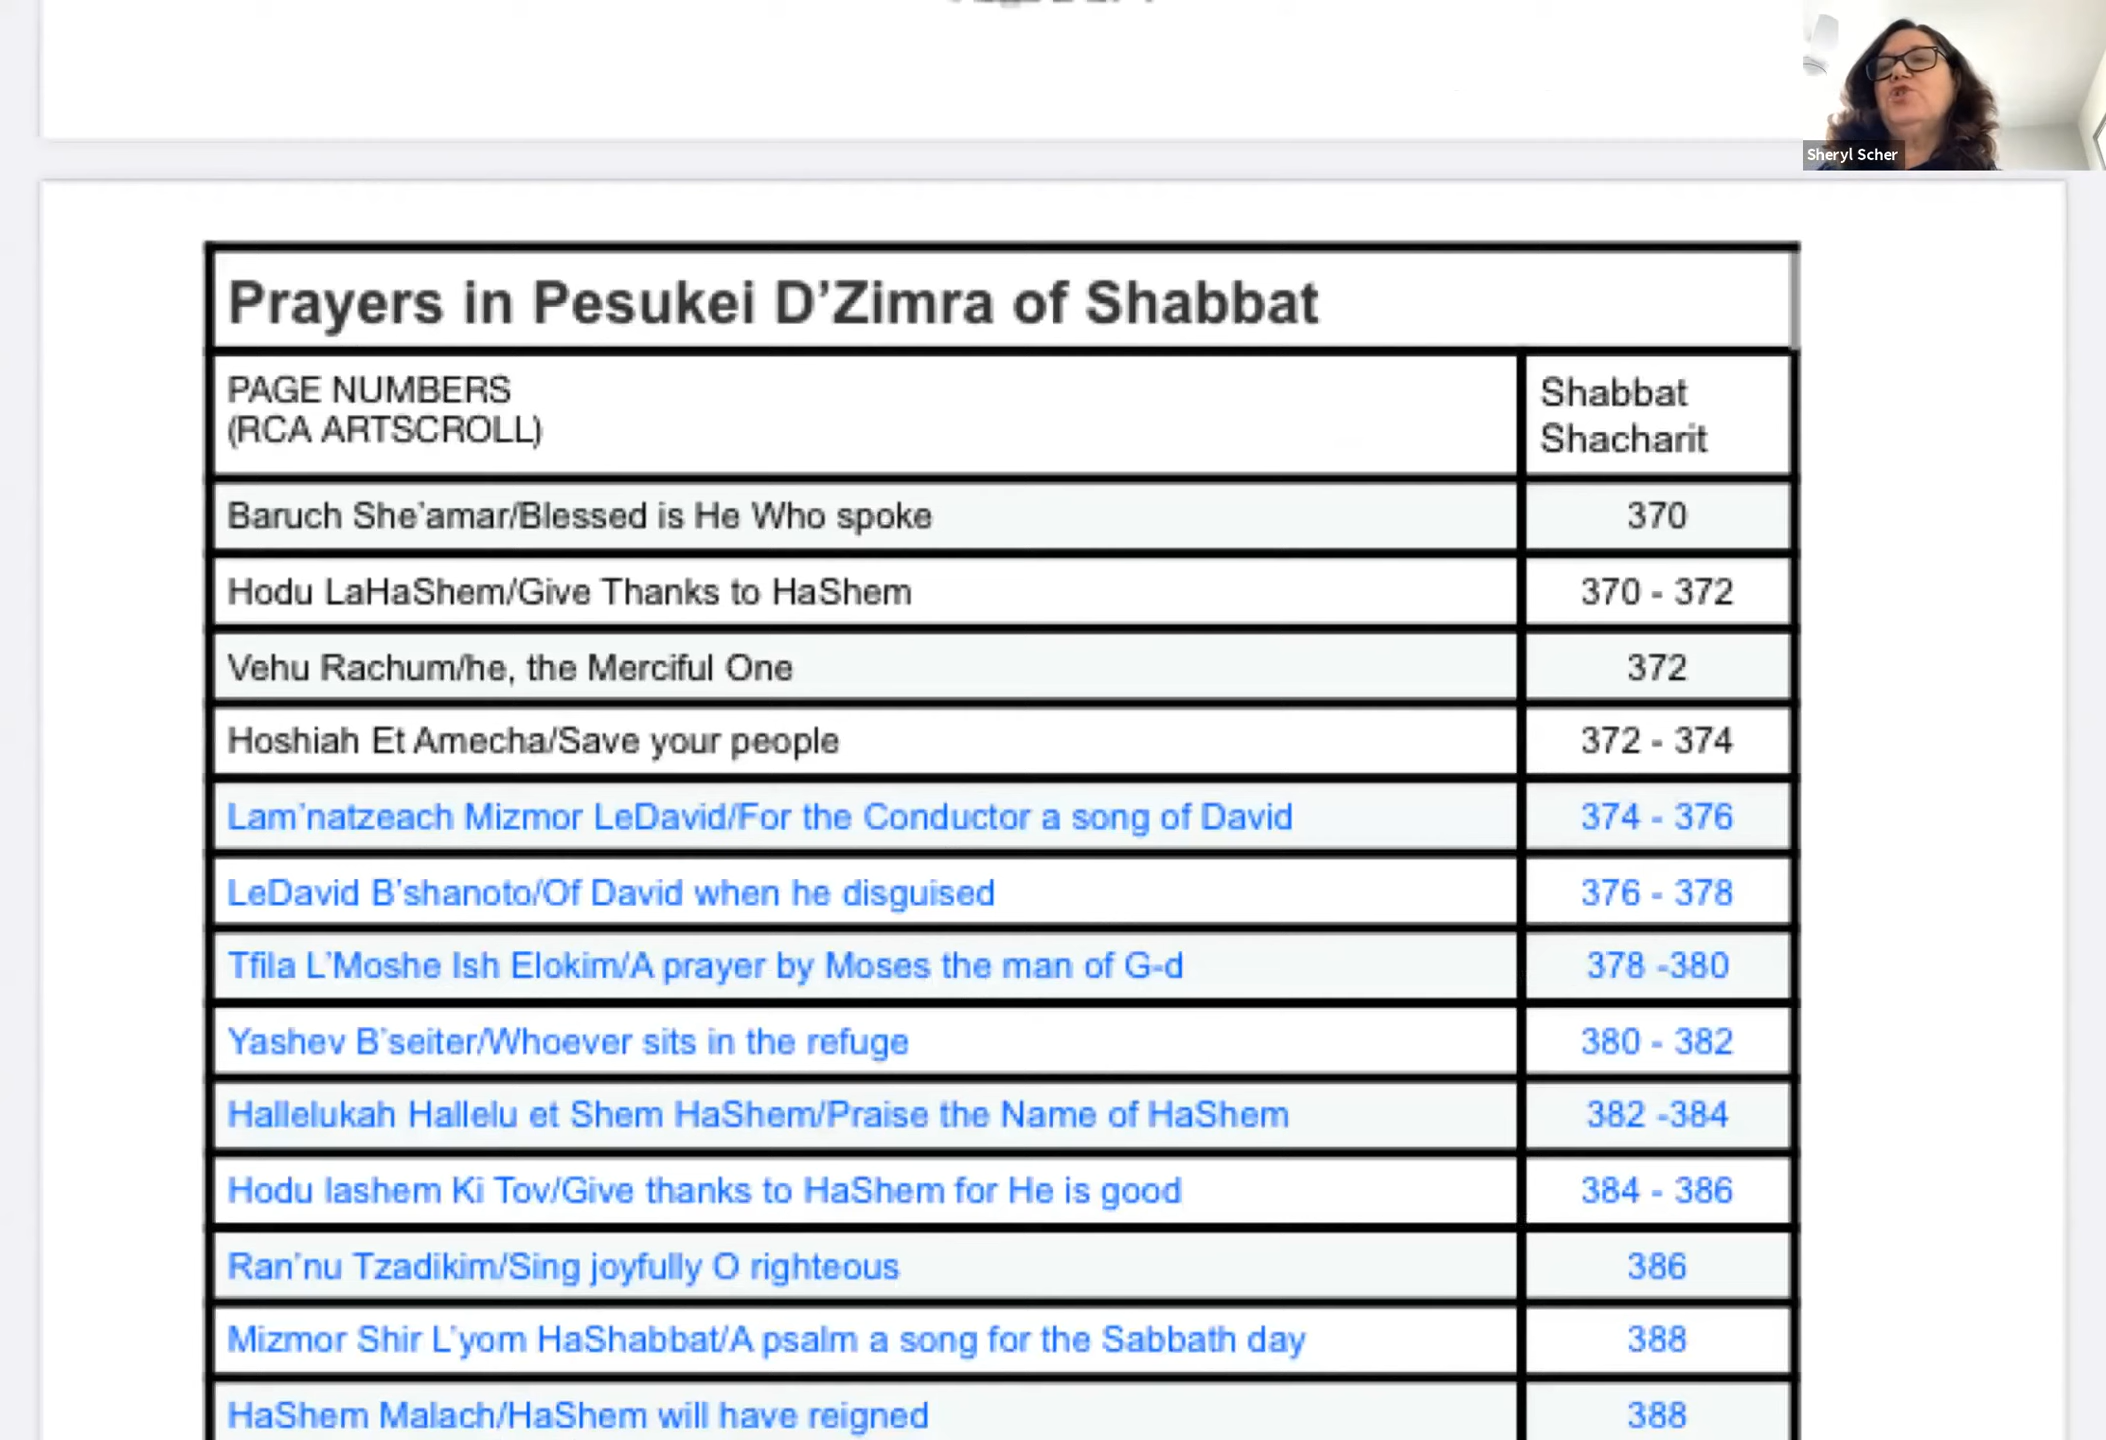 Sheryl Scher
Prayers in Pesukei D’Zimra of Shabbat
PAGE NUMBERS
(RCA ARTSCROLL)
Shabbat
Shacharit
Baruch She’amar/Blessed is He Who spoke 370
Hodu LaHaShem/Give Thanks to HaShem 370 - 372
Vehu Rachum/he, the Merciful One 372
Hoshiah Et Amecha/Save your people 372 - 374
Lam’natzeach Mizmor LeDavid/For the Conductor a song of David 374 - 376
LeDavid B’shanoto/Of David when he disguised 376 - 378
Tfila L’Moshe Ish Elokim/A prayer by Moses the man of G-d 378 -380
Yashev B’seiter/Whoever sits in the refuge 380 - 382
Hallelukah Hallelu et Shem HaShem/Praise the Name of HaShem 382 -384
Hodu lashem Ki Tov/Give thanks to HaShem for He is good 384 - 386
Ran’nu Tzadikim/Sing joyfully O righteous 386
Mizmor Shir L’yom HaShabbat/A psalm a song for the Sabbath day 388
HaShem Malach/HaShem will have reigned 388